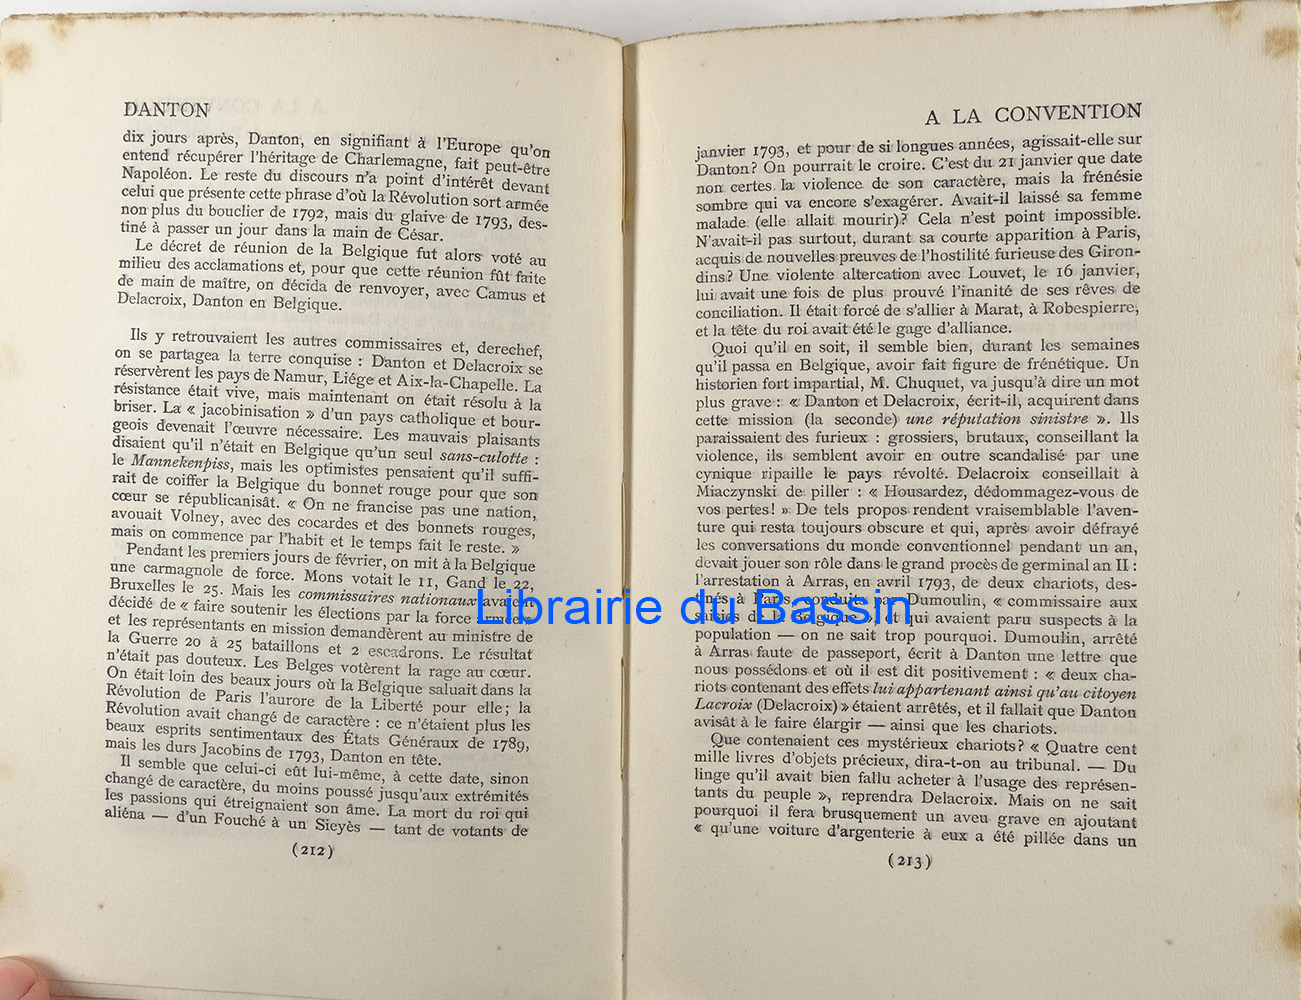 DANTON
dix jours après, Danton, en signifiant à l'Europe qu'on
entend récupérer l'héritage de Charlemagne, fait peut-être
Napoléon. Le reste du discours n'a point d'intérêt devant
celui que présente cette phrase d'où la Révolution sort armée
non plus du bouclier de 1792, mais du glaive de 1793, des-
tiné à passer un jour dans la main de César.
Le décret de réunion de la Belgique fut alors voté au
milieu des acclamations et, pour que cette réunion fût faite
de main de maître, on décida de renvoyer, avec Camus et
Delacroix, Danton en Belgique.
Ils y retrouvaient les autres commissaires et, derechef,
on se partagea la terre conquise : Danton et Delacroix se
réservèrent les pays de Namur, Liége et Aix-la-Chapelle. La
résistance était vive, mais maintenant on était résolu à la
briser. La « jacobinisation » d'un pays catholique et bour-
geois devenait l'œuvre nécessaire. Les mauvais plaisants
disaient qu'il n'était en Belgique qu'un seul sans-culotte :
le Mannekenpiss, mais les optimistes pensaient qu'il suffi-
rait de coiffer la Belgique du bonnet rouge pour que son
cœur se républicanisât. « On ne francise pas une nation,
avouait Volney, avec des cocardes et des bonnets rouges,
mais on commence par l'habit et le temps fait le reste. »
Pendant les premiers jours de février, on mit à la Belgique
une carmagnole de force. Mons votait le 11, Gand le 22,
Bruxelles le 25. Mais les commissaires nationaux avaient
décidé de « faire soutenir les élections par la force armée »
et les représentants en mission demandèrent au ministre de
la Guerre 20 à 25 bataillons et 2 escadrons. Le résultat
n'était pas douteux. Les Belges votèrent la rage au cœur.
On était loin des beaux jours où la Belgique saluait dans la
Révolution de Paris l'aurore de la Liberté pour elle ; la
Révolution avait changé de caractère : ce n'étaient plus les
beaux esprits sentimentaux des États Généraux de 1789,
mais les durs Jacobins de 1793, Danton en tête.
Il semble que celui-ci eût lui-même, à cette date, sinon
changé de caractère, du moins poussé jusqu'aux extrémités
les passions qui étreignaient son âme. La mort du roi qui
aliéna — d'un Fouché à un Sieyès — tant de votants de
(212)
A LA CONVENTION
janvier 1793, et pour de si longues années, agissait-elle sur
Danton? On pourrait le croire. C'est du 21 janvier que date
non certes la violence de son caractère, mais la frénésie
sombre qui va encore s'exagérer. Avait-il laissé sa femme
malade (elle allait mourir)? Cela n'est point impossible.
N'avait-il pas surtout, durant sa courte apparition à Paris,
acquis de nouvelles preuves de l'hostilité furieuse des Giron-
dins? Une violente altercation avec Louvet, le 16 janvier,
lui avait une fois de plus prouvé l'inanité de ses rêves de
conciliation. Il était forcé de s'allier à Marat, à Robespierre,
et la tête du roi avait été le gage d'alliance.
Quoi qu'il en soit, il semble bien, durant les semaines
qu'il passa en Belgique, avoir fait figure de frénétique. Un
historien fort impartial, M. Chuquet, va jusqu'à dire un mot
plus grave : « Danton et Delacroix, écrit-il, acquirent dans
cette mission (la seconde) une réputation sinistre ». Ils
paraissaient des furieux : grossiers, brutaux, conseillant la
violence, ils semblent avoir en outre scandalisé par une
cynique ripaille le pays révolté. Delacroix conseillait à
Miaczynski de piller : « Housardez, dédommagez-vous de
vos pertes! » De tels propos rendent vraisemblable l'aven-
ture qui resta toujours obscure et qui, après avoir défrayé
les conversations du monde conventionnel pendant un an,
devait jouer son rôle dans le grand procès de germinal an II :
l'arrestation à Arras, en avril 1793, de deux chariots, des-
tinés à Paris, conduits par Dumoulin, « commissaire aux
saisies de la Belgique », et qui avaient paru suspects à la
population — on ne sait trop pourquoi. Dumoulin, arrêté
à Arras faute de passeport, écrit à Danton une lettre que
nous possédons et où il est dit positivement : « deux cha-
riots contenant des effets lui appartenant ainsi qu'au citoyen
Lacroix (Delacroix) » étaient arrêtés, et il fallait que Danton
avisât à le faire élargir — ainsi que les chariots.
Que contenaient ces mystérieux chariots? « Quatre cent
mille livres d'objets précieux, dira-t-on au tribunal. — Du
linge qu'il avait bien fallu acheter à l'usage des représen-
tants du peuple », reprendra Delacroix. Mais on ne sait
pourquoi il fera brusquement un aveu grave en ajoutant
« qu'une voiture d'argenterie à eux a été pillée dans un
(213)
Librairie du Bassin